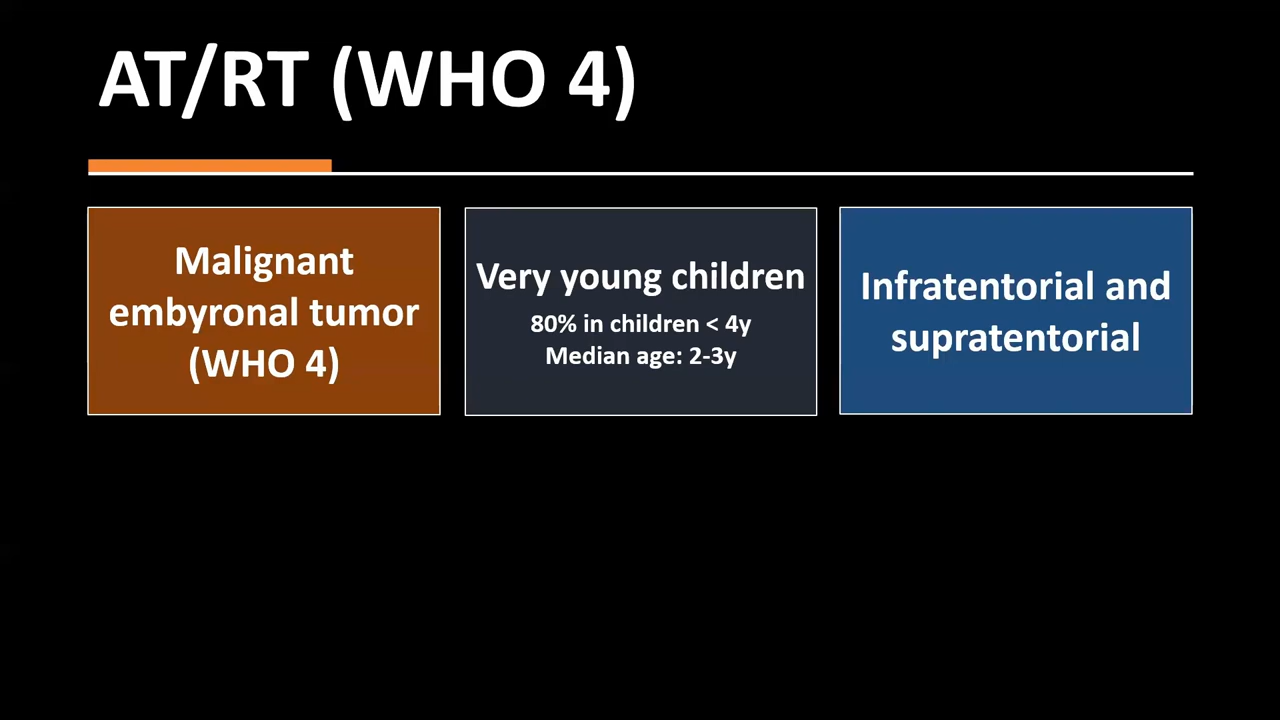 AT/RT (WHO 4)
Malignant
embyronal tumor
(WHO 4)
Very young children
80% in children < 4y
Median age: 2-3y
Infratentorial and
supratentorial